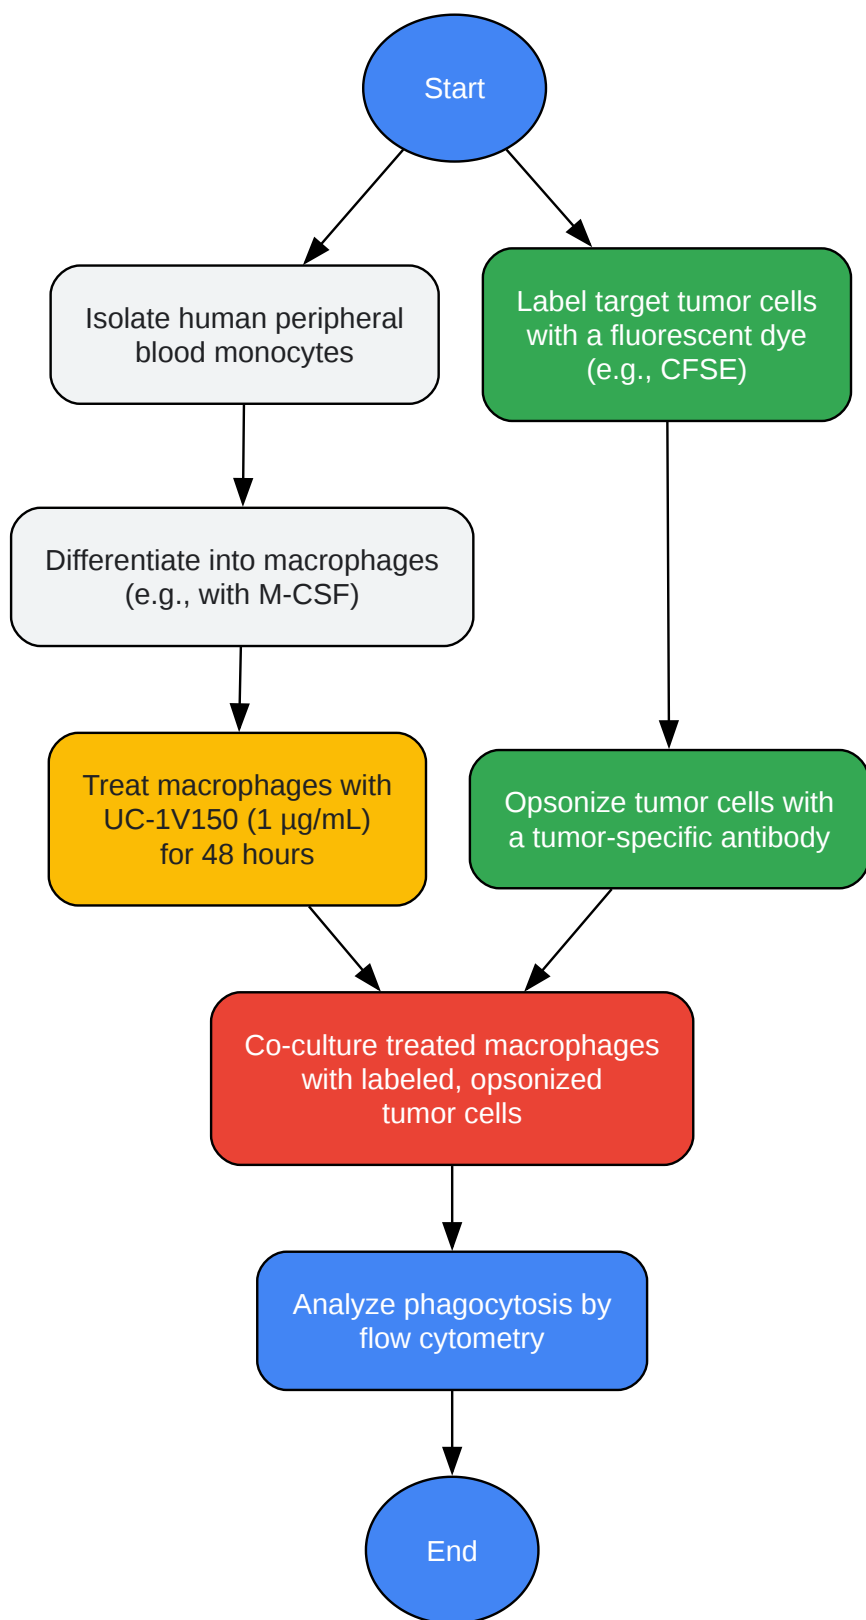 Start
Isolate human peripheral
blood monocytes
Label target tumor cells
with a fluorescent dye
(e.g., CFSE)
Differentiate into macrophages
(e.g., with M-CSF)
Treat macrophages with
UC-1V150 (1 µg/mL)
for 48 hours
Opsonize tumor cells with
a tumor-specific antibody
Co-culture treated macrophages
with labeled, opsonized
tumor cells
Analyze phagocytosis by
flow cytometry
End